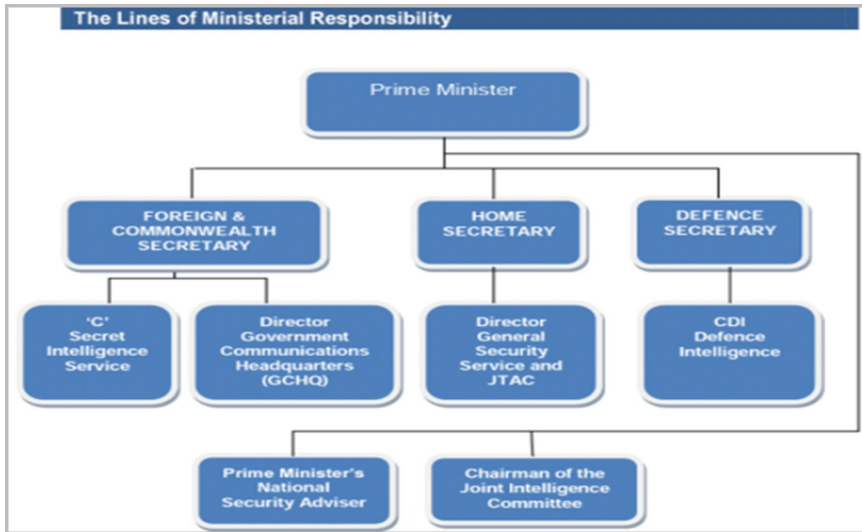 The Lines of Ministerial Responsibility
Prime Minister
FOREIGN &
COMMONWEALTH
SECRETARY
HOME
SECRETARY
DEFENCE
SECRETARY
‘C’
Secret
Intelligence
Service
Director
Government
Communications
Headquarters
(GCHQ)
Director
General
Security
Service and
JTAC
CDI
Defence
Intelligence
Prime Minister's
National
Security Adviser
Chairman of the
Joint Intelligence
Committee